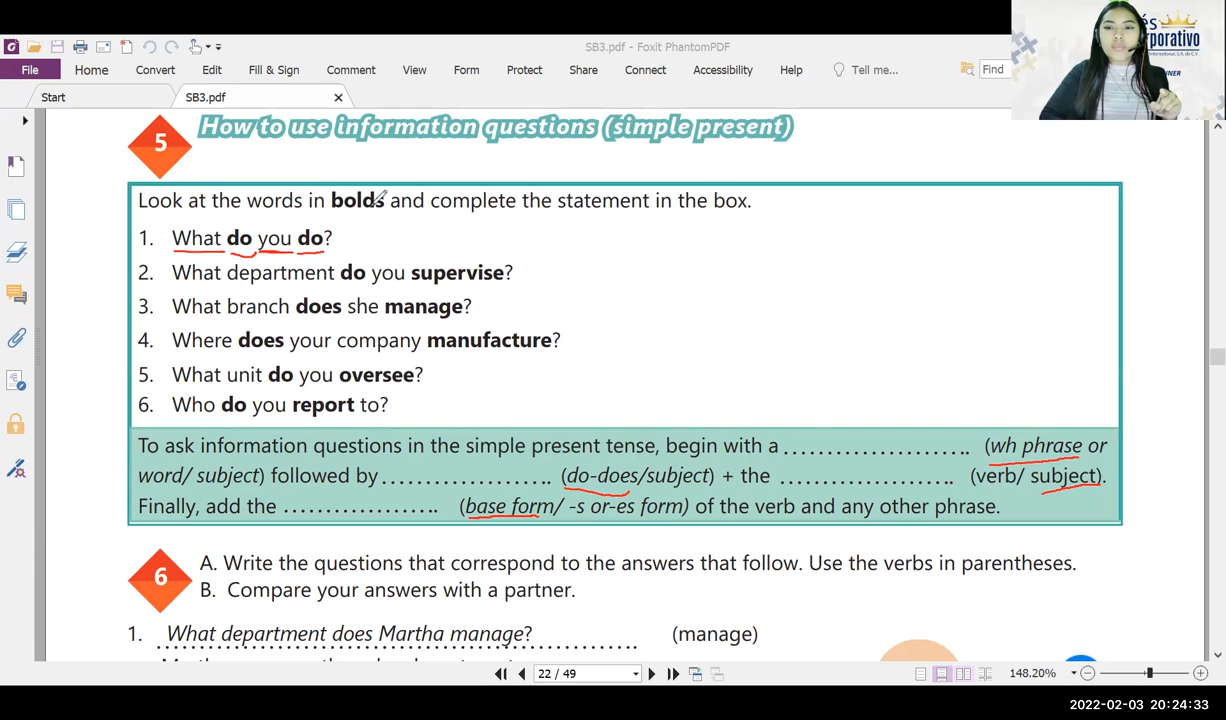 SB3.pdf - Foxit PhantomPDF
File Home Convert Edit Fill & Sign Comment View Form Protect Share Connect Accessibility Help Tell me... Find
Start SB3.pdf
és
rporativo
International, S.A. de C.V.
NER
5 How to use information questions (simple present)
Look at the words in bolds and complete the statement in the box.
1. What do you do?
2. What department do you supervise?
3. What branch does she manage?
4. Where does your company manufacture?
5. What unit do you oversee?
6. Who do you report to?
To ask information questions in the simple present tense, begin with a ...................... (wh phrase or
word/ subject) followed by .................... (do-does/subject) + the .................... (verb/ subject).
Finally, add the .................. (base form/ -s or-es form) of the verb and any other phrase.
6 A. Write the questions that correspond to the answers that follow. Use the verbs in parentheses.
B. Compare your answers with a partner.
1. What department does Martha manage? (manage)
22 / 49 148.20%
2022-02-03 20:24:33